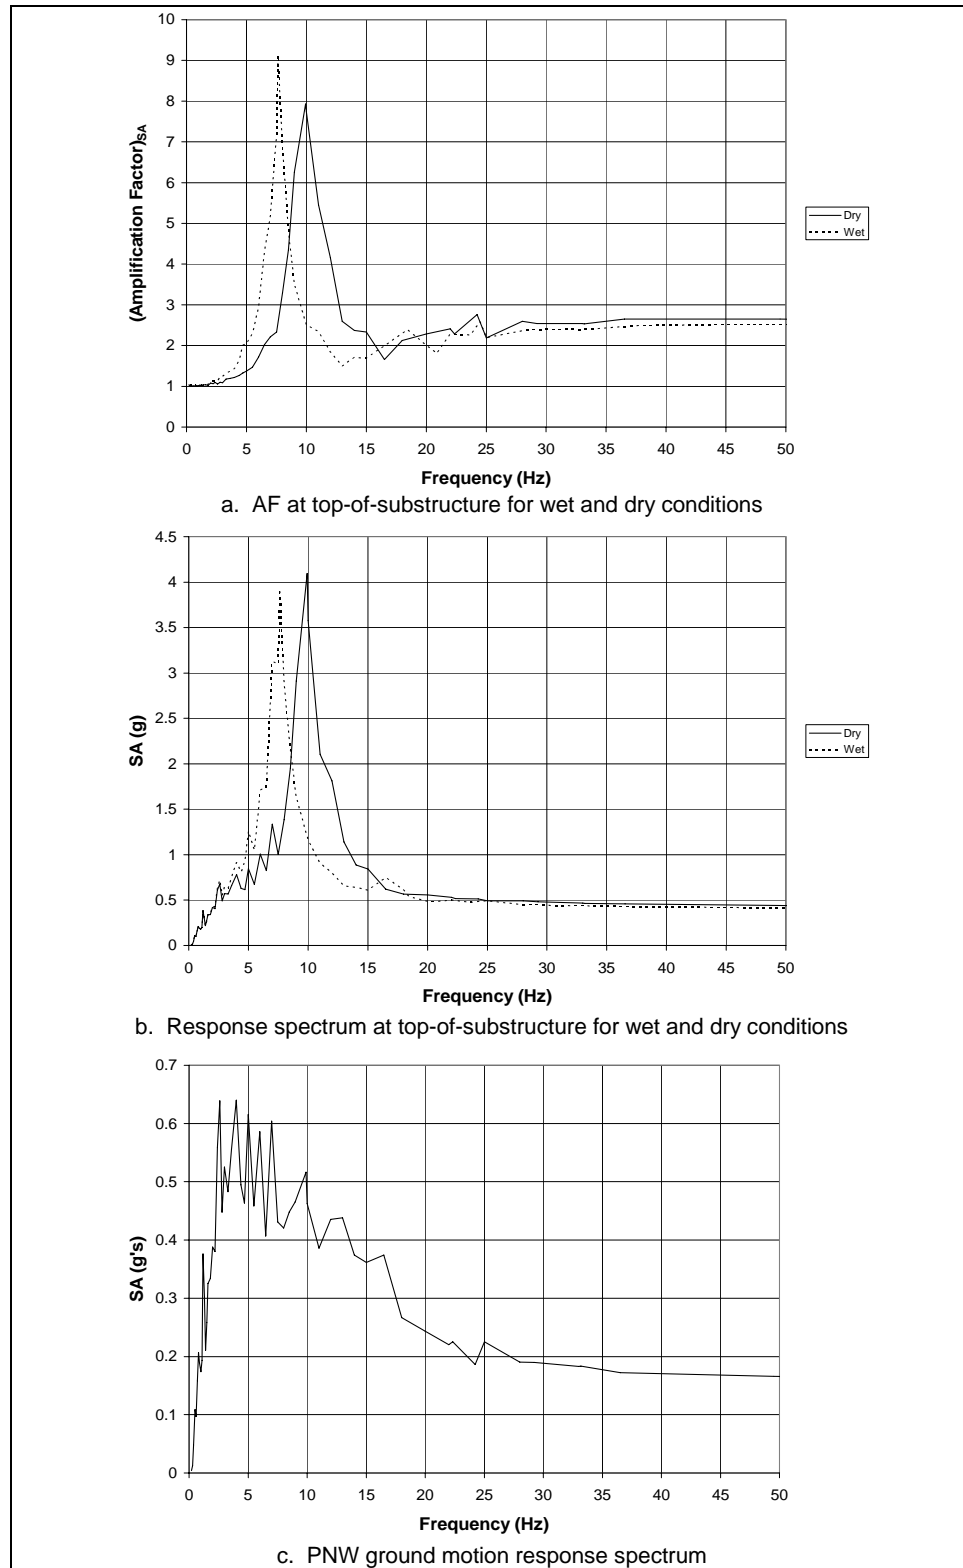 10
9
8
7
6
5
4
3
2
1
0
(Amplification Factor)SA
0 5 10 15 20 25 30 35 40 45 50
Frequency (Hz)
Dry
Wet
a. AF at top-of-substructure for wet and dry conditions
4.5
4
3.5
3
2.5
2
1.5
1
0.5
0
SA (g)
0 5 10 15 20 25 30 35 40 45 50
Frequency (Hz)
Dry
Wet
b. Response spectrum at top-of-substructure for wet and dry conditions
0.7
0.6
0.5
0.4
0.3
0.2
0.1
0
SA (g's)
0 5 10 15 20 25 30 35 40 45 50
Frequency (Hz)
c. PNW ground motion response spectrum